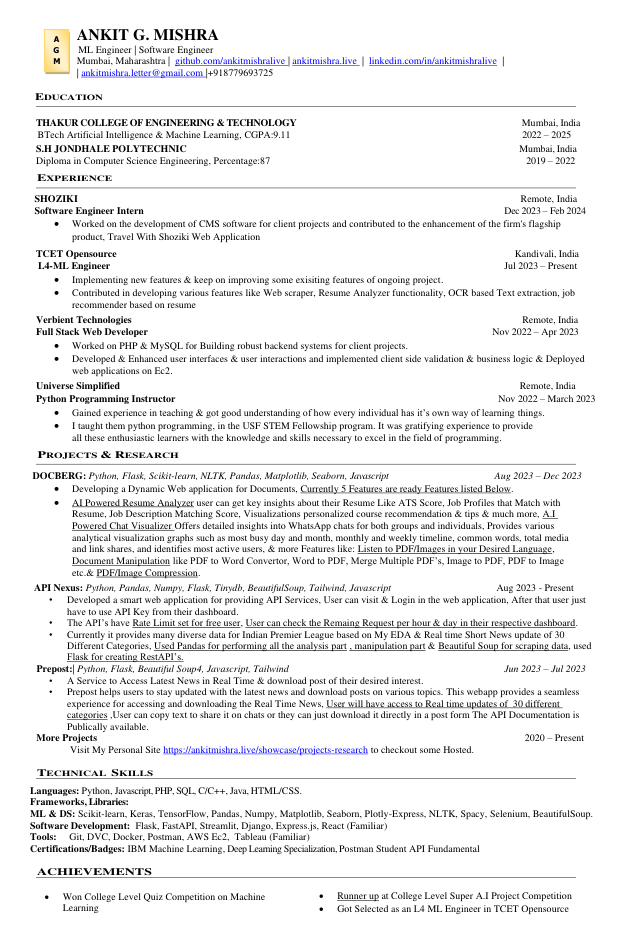 A
G
M
ANKIT G. MISHRA
ML Engineer | Software Engineer
Mumbai, Maharashtra | github.com/ankitmishralive | ankitmishra.live | linkedin.com/in/ankitmishralive |
| ankitmishra.letter@gmail.com |+918779693725
EDUCATION
THAKUR COLLEGE OF ENGINEERING & TECHNOLOGY Mumbai, India
BTech Artificial Intelligence & Machine Learning, CGPA:9.11 2022 – 2025
S.H JONDHALE POLYTECHNIC Mumbai, India
Diploma in Computer Science Engineering, Percentage:87 2019 – 2022
EXPERIENCE
SHOZIKI Remote, India
Software Engineer Intern Dec 2023 – Feb 2024
• Worked on the development of CMS software for client projects and contributed to the enhancement of the firm's flagship
product, Travel With Shoziki Web Application
TCET Opensource Kandivali, India
L4-ML Engineer Jul 2023 – Present
• Implementing new features & keep on improving some exisiting features of ongoing project.
• Contributed in developing various features like Web scraper, Resume Analyzer functionality, OCR based Text extraction, job
recommender based on resume
Verbient Technologies Remote, India
Full Stack Web Developer Nov 2022 – Apr 2023
• Worked on PHP & MySQL for Building robust backend systems for client projects.
• Developed & Enhanced user interfaces & user interactions and implemented client side validation & business logic & Deployed
web applications on Ec2.
Universe Simplified Remote, India
Python Programming Instructor Nov 2022 – March 2023
• Gained experience in teaching & got good understanding of how every individual has it's own way of learning things.
• I taught them python programming, in the USF STEM Fellowship program. It was gratifying experience to provide
all these enthusiastic learners with the knowledge and skills necessary to excel in the field of programming.
PROJECTS & RESEARCH
DOCBERG: Python, Flask, Scikit-learn, NLTK, Pandas, Matplotlib, Seaborn, Javascript Aug 2023 – Dec 2023
• Developing a Dynamic Web application for Documents, Currently 5 Features are ready Features listed Below.
• AI Powered Resume Analyzer user can get key insights about their Resume Like ATS Score, Job Profiles that Match with
Resume, Job Description Matching Score, Visualizations personalized course recommendation & tips & much more, A.I
Powered Chat Visualizer Offers detailed insights into WhatsApp chats for both groups and individuals, Provides various
analytical visualization graphs such as most busy day and month, monthly and weekly timeline, common words, total media
and link shares, and identifies most active users, & more Features like: Listen to PDF/Images in your Desired Language,
Document Manipulation like PDF to Word Convertor, Word to PDF, Merge Multiple PDF's, Image to PDF, PDF to Image
etc.& PDF/Image Compression.
API Nexus: Python, Pandas, Numpy, Flask, Tinydb, BeautifulSoup, Tailwind, Javascript Aug 2023 - Present
• Developed a smart web application for providing API Services, User can visit & Login in the web application, After that user just
have to use API Key from their dashboard.
• The API's have Rate Limit set for free user, User can check the Remaing Request per hour & day in their respective dashboard.
• Currently it provides many diverse data for Indian Premier League based on My EDA & Real time Short News update of 30
Different Categories, Used Pandas for performing all the analysis part , manipulation part & Beautiful Soup for scraping data, used
Flask for creating RestAPI's.
Prepost:| Python, Flask, Beautiful Soup4, Javascript, Tailwind Jun 2023 – Jul 2023
• A Service to Access Latest News in Real Time & download post of their desired interest.
• Prepost helps users to stay updated with the latest news and download posts on various topics. This webapp provides a seamless
experience for accessing and downloading the Real Time News, User will have access to Real time updates of 30 different
categories ,User can copy text to share it on chats or they can just download it directly in a post form The API Documentation is
Publically available.
More Projects 2020 – Present
Visit My Personal Site https://ankitmishra.live/showcase/projects-research to checkout some Hosted.
TECHNICAL SKILLS
Languages: Python, Javascript, PHP, SQL, C/C++, Java, HTML/CSS.
Frameworks, Libraries:
ML & DS: Scikit-learn, Keras, TensorFlow, Pandas, Numpy, Matplotlib, Seaborn, Plotly-Express, NLTK, Spacy, Selenium, BeautifulSoup.
Software Development: Flask, FastAPI, Streamlit, Django, Express.js, React (Familiar)
Tools: Git, DVC, Docker, Postman, AWS Ec2, Tableau (Familiar)
Certifications/Badges: IBM Machine Learning, Deep Learning Specialization, Postman Student API Fundamental
ACHIEVEMENTS
• Won College Level Quiz Competition on Machine
Learning
• Runner up at College Level Super A.I Project Competition
• Got Selected as an L4 ML Engineer in TCET Opensource